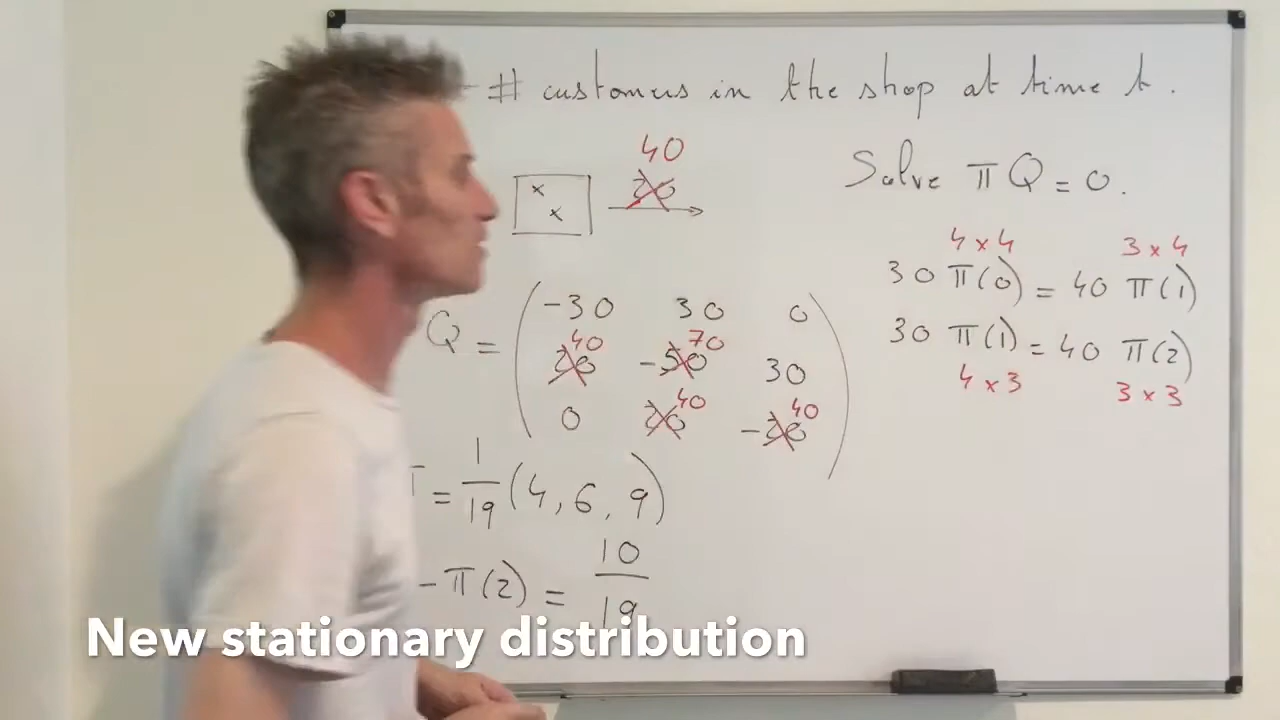 # customers in the shop at time t.
40
20
Solve π Q = 0.
4 x 4 3 x 4
30 π(0) = 40 π(1)
30 π(1) = 40 π(2)
4 x 3 3 x 3
Q =
-30 30 0
40 70
20 -50 30
40 40
0 20 -20
= 1/19 (4, 6, 9)
- π(2) = 10/19
New stationary distribution